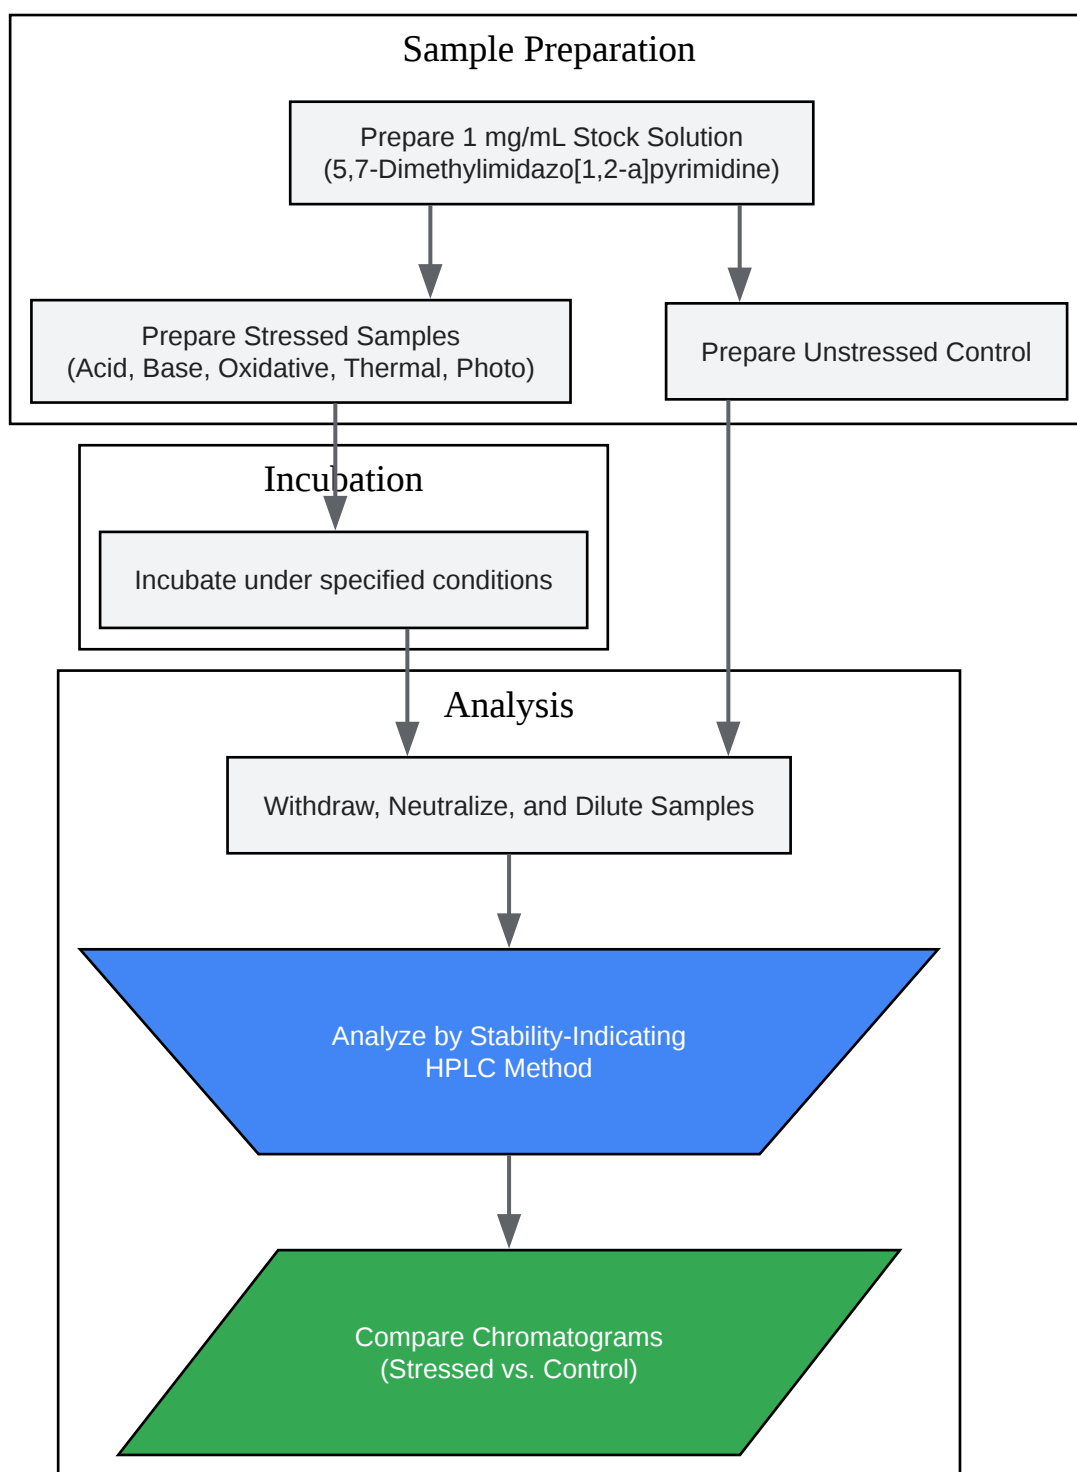 Sample Preparation
Prepare 1 mg/mL Stock Solution
(5,7-Dimethylimidazo[1,2-a]pyrimidine)
Prepare Stressed Samples
(Acid, Base, Oxidative, Thermal, Photo)
Prepare Unstressed Control
Incubation
Incubate under specified conditions
Analysis
Withdraw, Neutralize, and Dilute Samples
Analyze by Stability-Indicating
HPLC Method
Compare Chromatograms
(Stressed vs. Control)